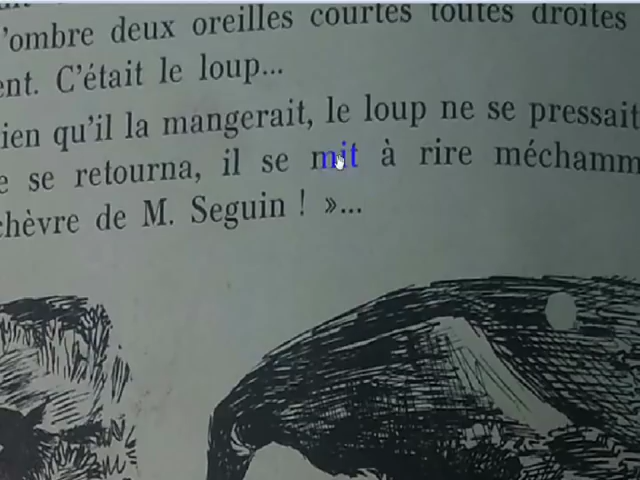 'ombre deux oreilles courtes toutes droites
ent. C'était le loup...
ien qu'il la mangerait, le loup ne se pressait
e se retourna, il se mit à rire méchamm
chèvre de M. Seguin ! »...